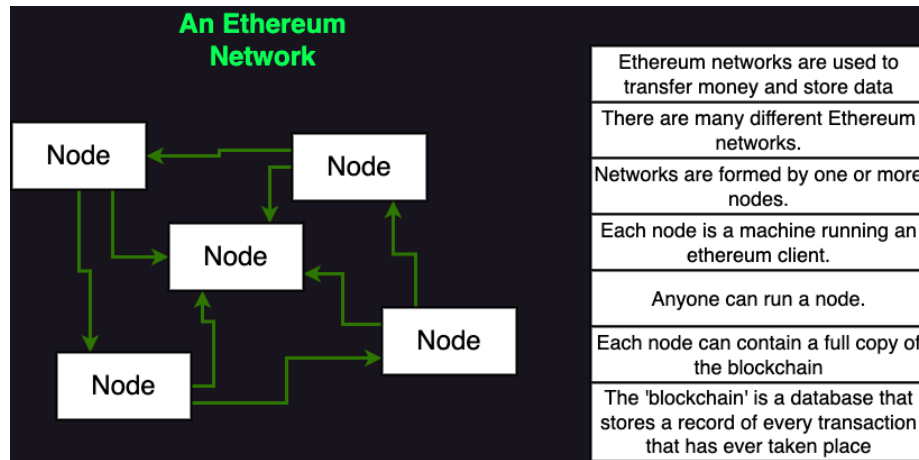 An Ethereum
Network
Node
Node
Node
Node
Node
Ethereum networks are used to
transfer money and store data
There are many different Ethereum
networks.
Networks are formed by one or more
nodes.
Each node is a machine running an
ethereum client.
Anyone can run a node.
Each node can contain a full copy of
the blockchain
The 'blockchain' is a database that
stores a record of every transaction
that has ever taken place